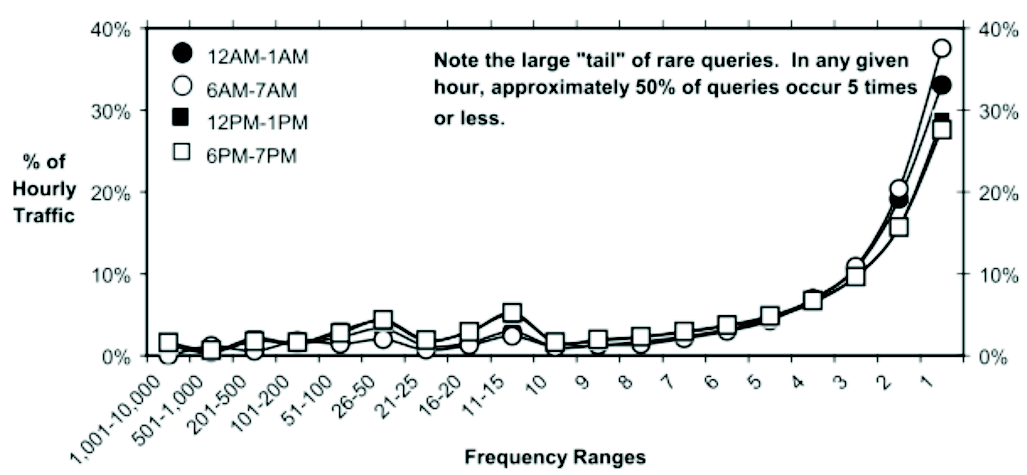 40%
30%
20%
10%
0%
% of
Hourly
Traffic
12AM-1AM
6AM-7AM
12PM-1PM
6PM-7PM
Note the large "tail" of rare queries. In any given
hour, approximately 50% of queries occur 5 times
or less.
40%
30%
20%
10%
0%
1,001-10,000
501-1,000
201-500
101-200
51-100
26-50
21-25
16-20
11-15
10
9
8
7
6
5
4
3
2
1
Frequency Ranges